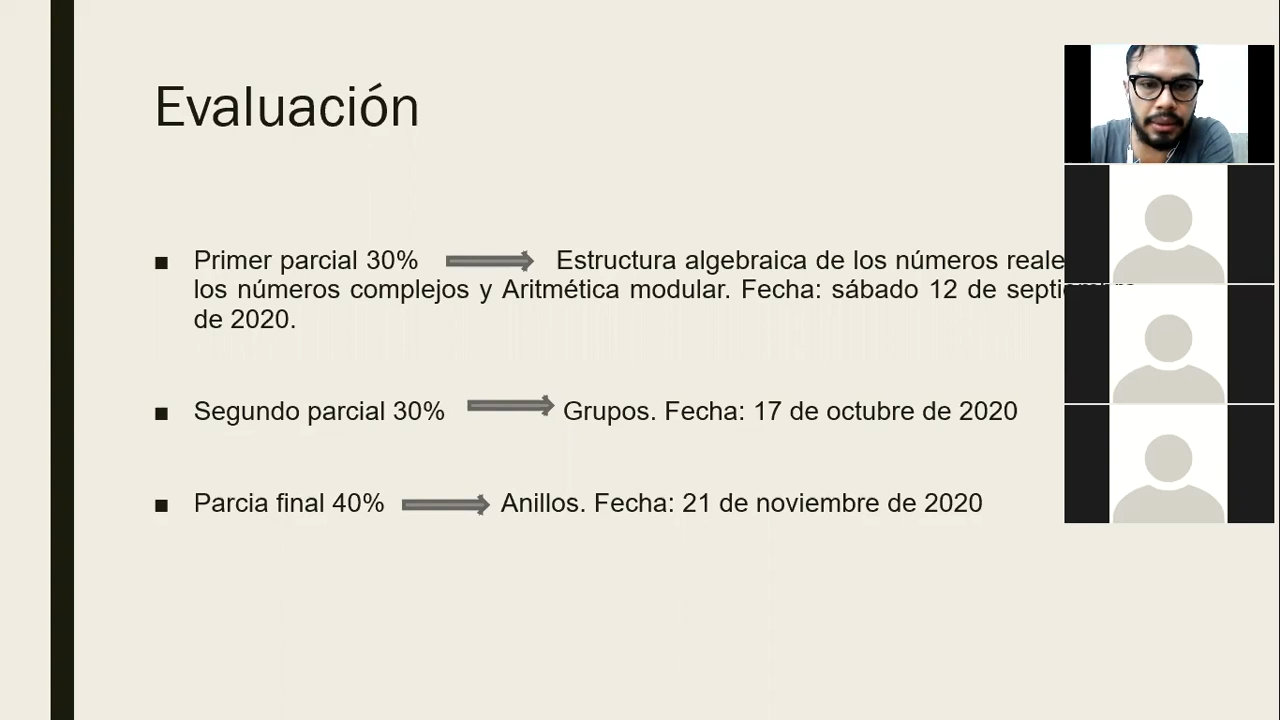 Evaluación
▪ Primer parcial 30% Estructura algebraica de los números reale
los números complejos y Aritmética modular. Fecha: sábado 12 de septiembre
de 2020.
▪ Segundo parcial 30% Grupos. Fecha: 17 de octubre de 2020
▪ Parcia final 40% Anillos. Fecha: 21 de noviembre de 2020